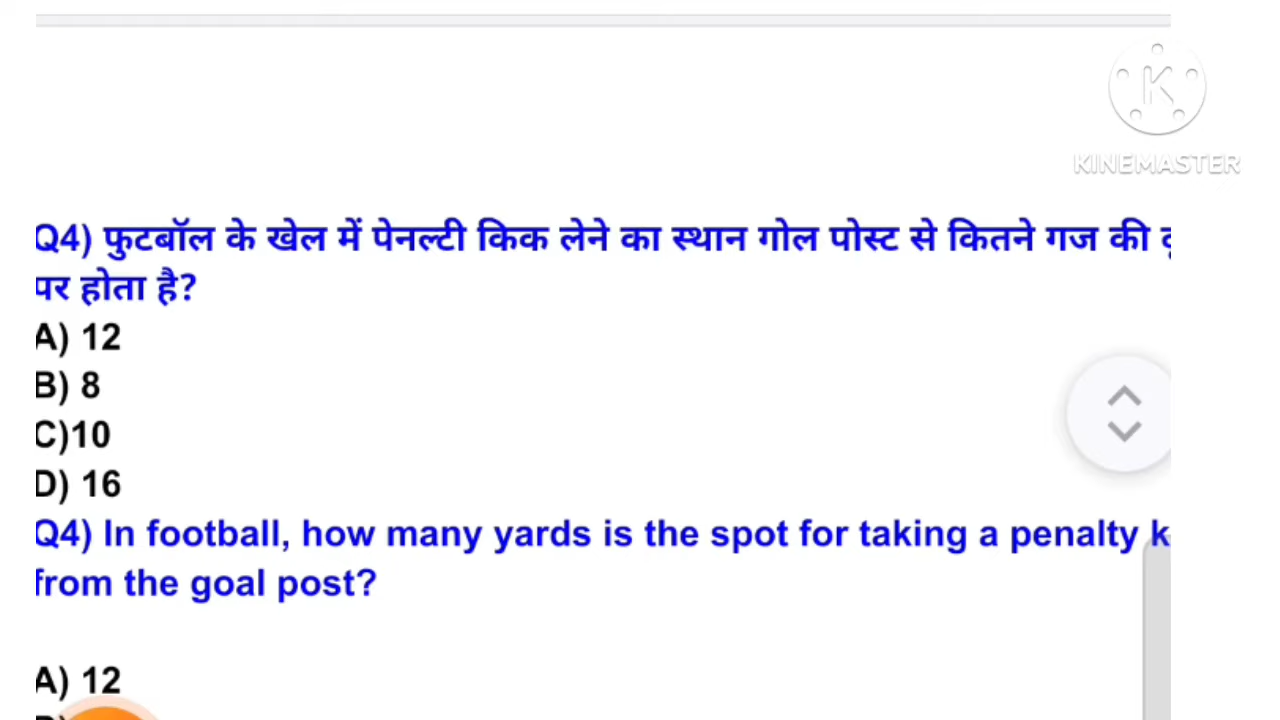 KINEMASTER
Q4) फुटबॉल के खेल में पेनल्टी किक लेने का स्थान गोल पोस्ट से कितने गज की
पर होता है?
A) 12
B) 8
C)10
D) 16
Q4) In football, how many yards is the spot for taking a penalty k
from the goal post?
A) 12